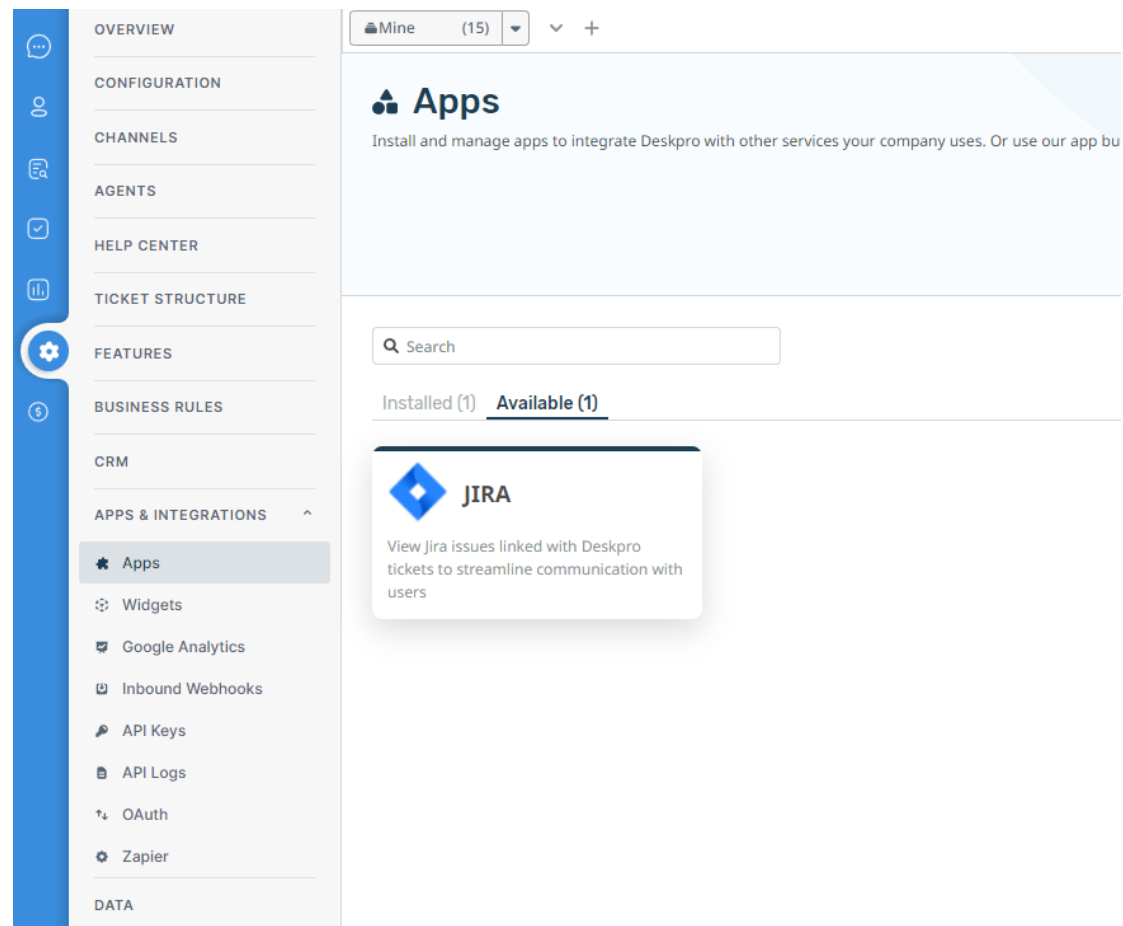 OVERVIEW
CONFIGURATION
CHANNELS
AGENTS
HELP CENTER
TICKET STRUCTURE
FEATURES
BUSINESS RULES
CRM
APPS & INTEGRATIONS
Apps
Widgets
Google Analytics
Inbound Webhooks
API Keys
API Logs
OAuth
Zapier
DATA
Mine (15)
Apps
Install and manage apps to integrate Deskpro with other services your company uses. Or use our app bu
Search
Installed (1) Available (1)
JIRA
View Jira issues linked with Deskpro
tickets to streamline communication with
users